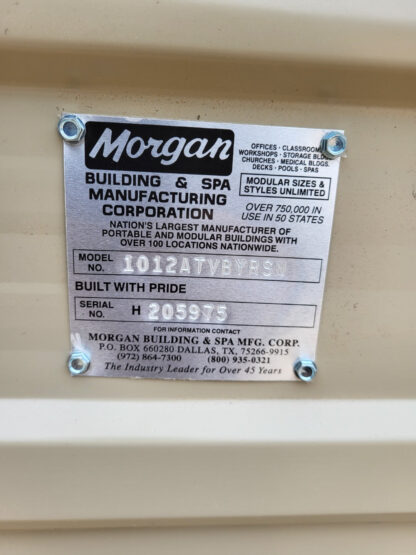 Morgan
OFFICES · CLASSROOM
WORKSHOPS · STORAGE BLD
CHURCHES · MEDICAL BLDGS.
DECKS · POOLS · SPAS
BUILDING & SPA
MANUFACTURING
CORPORATION
MODULAR SIZES &
STYLES UNLIMITED
OVER 750,000 IN
USE IN 50 STATES
NATION'S LARGEST MANUFACTURER OF
PORTABLE AND MODULAR BUILDINGS WITH
OVER 100 LOCATIONS NATIONWIDE.
MODEL NO. 1012ATVBYRSN
BUILT WITH PRIDE
SERIAL NO. H 205975
FOR INFORMATION CONTACT
MORGAN BUILDING & SPA MFG. CORP.
P.O. BOX 660280 DALLAS, TX, 75266-9915
(972) 864-7300 (800) 935-0321
The Industry Leader for Over 45 Years